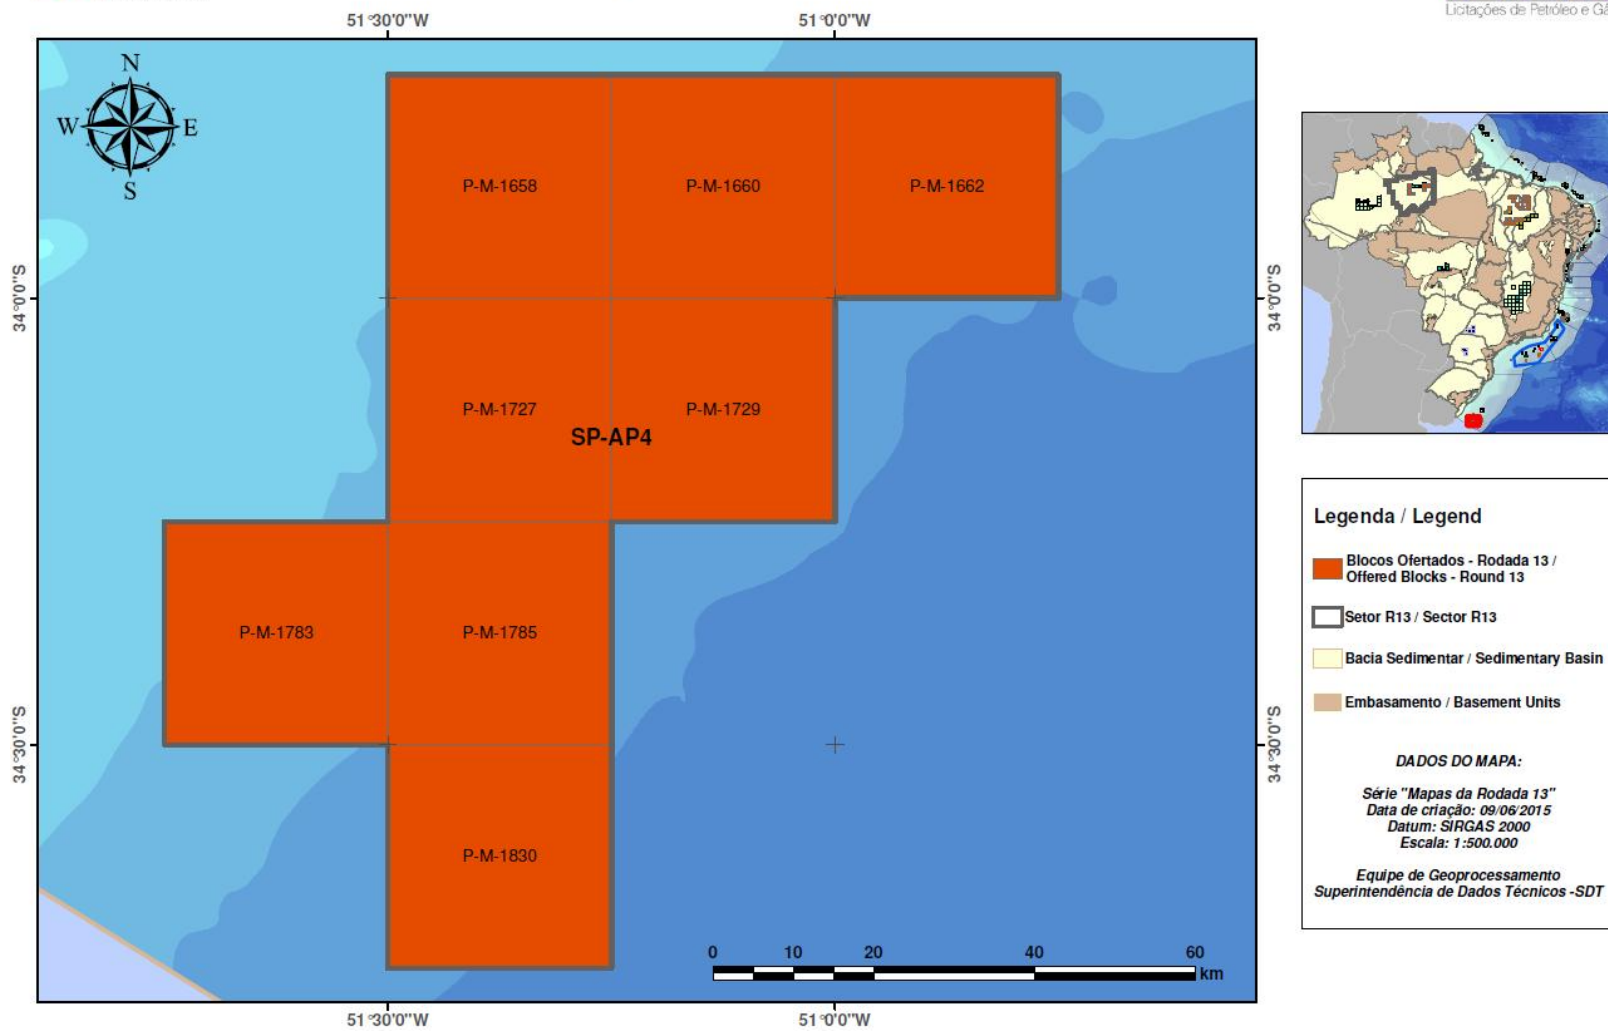 Licitações de Petróleo e Gá
51°30'0"W
51°0'0"W
N
W
E
S
P-M-1658
P-M-1660
P-M-1662
34°0'0"S
34°0'0"S
P-M-1727
P-M-1729
SP-AP4
P-M-1783
P-M-1785
34°30'0"S
34°30'0"S
P-M-1830
0
10
20
40
60
km
51°30'0"W
51°0'0"W
Legenda / Legend
Blocos Ofertados - Rodada 13 /
Offered Blocks - Round 13
Setor R13 / Sector R13
Bacia Sedimentar / Sedimentary Basin
Embasamento / Basement Units
DADOS DO MAPA:
Série "Mapas da Rodada 13"
Data de criação: 09/06/2015
Datum: SIRGAS 2000
Escala: 1:500.000
Equipe de Geoprocessamento
Superintendência de Dados Técnicos -SDT